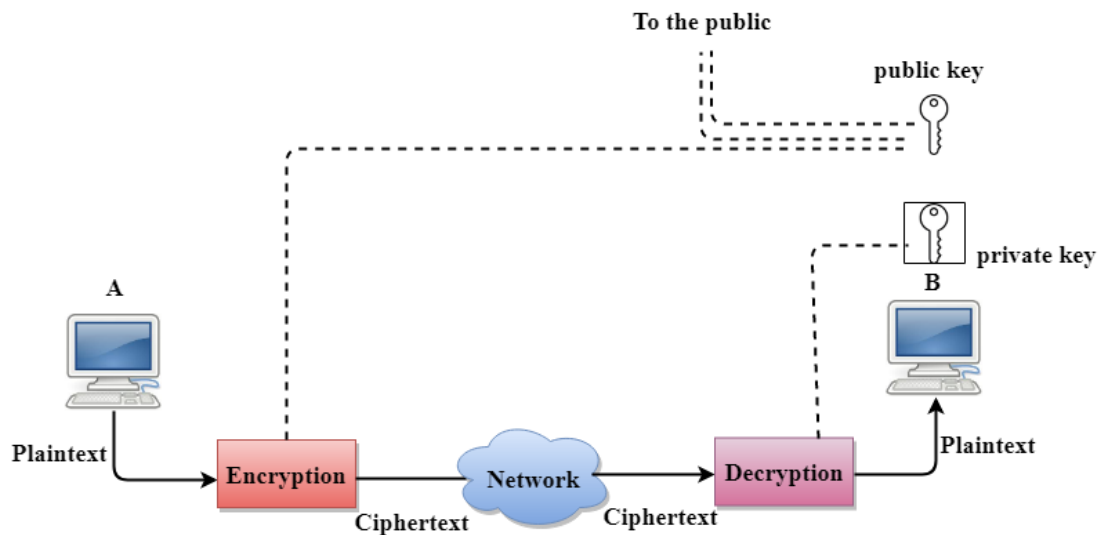 To the public
public key
private key
A
B
Plaintext
Encryption
Ciphertext
Network
Ciphertext
Decryption
Plaintext